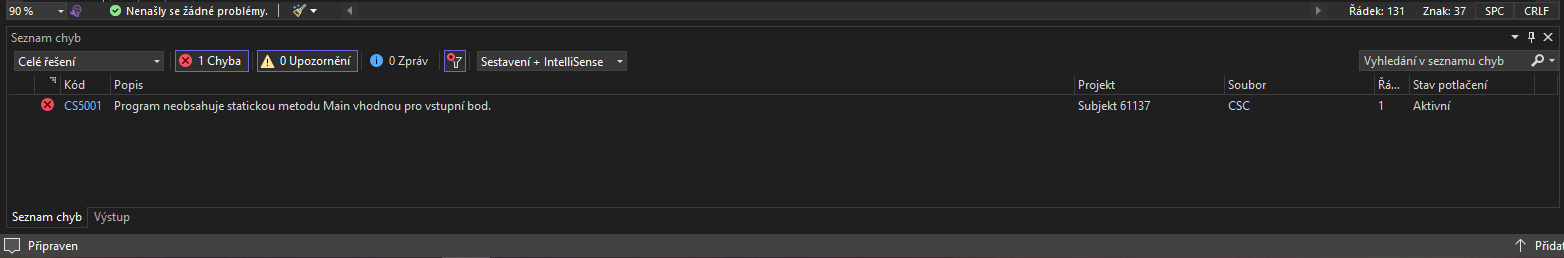 90 % Nenašly se žádné problémy. Řádek: 131 Znak: 37 SPC CRLF
Seznam chyb
Celé řešení 1 Chyba 0 Upozornění 0 Zpráv Sestavení + IntelliSense Vyhledání v seznamu chyb
Kód Popis Projekt Soubor Řá... Stav potlačení
CS5001 Program neobsahuje statickou metodu Main vhodnou pro vstupní bod. Subjekt 61137 CSC 1 Aktivní
Seznam chyb Výstup
Připraven Přidat